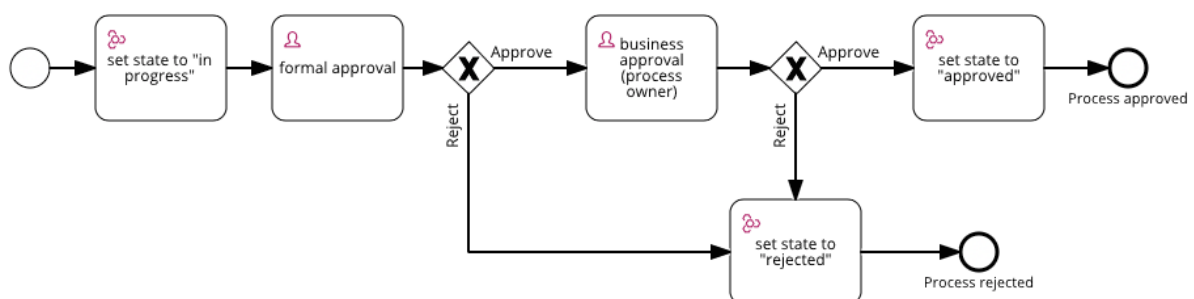 set state to "in
progress"
formal approval
Reject
Approve
business
approval
(process
owner)
Reject
Approve
set state to
"approved"
Process approved
set state to
"rejected"
Process rejected